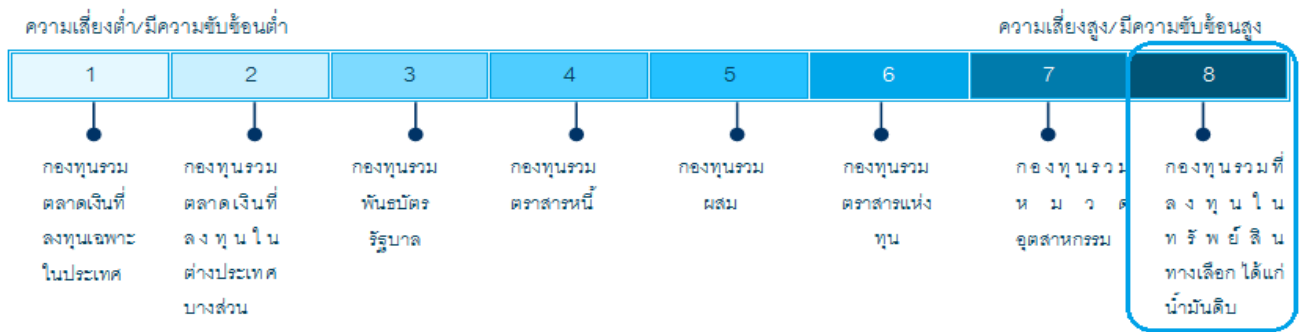 ความเสี่ยงต่ำ/มีความซับซ้อนต่ำ
ความเสี่ยงสูง/มีความซับซ้อนสูง
1
2
3
4
5
6
7
8
กองทุนรวม
ตลาดเงินที่
ลงทุนเฉพาะ
ในประเทศ
กองทุนรวม
ตลาดเงินที่
ลงทุนใน
ต่างประเทศ
บางส่วน
กองทุนรวม
พันธบัตร
รัฐบาล
กองทุนรวม
ตราสารหนี้
กองทุนรวม
ผสม
กองทุนรวม
ตราสารแห่ง
ทุน
กองทุนรวม
หมวด
อุตสาหกรรม
กองทุนรวมที่
ลงทุนใน
ทรัพย์สิน
ทางเลือก ได้แก่
น้ำมันดิบ